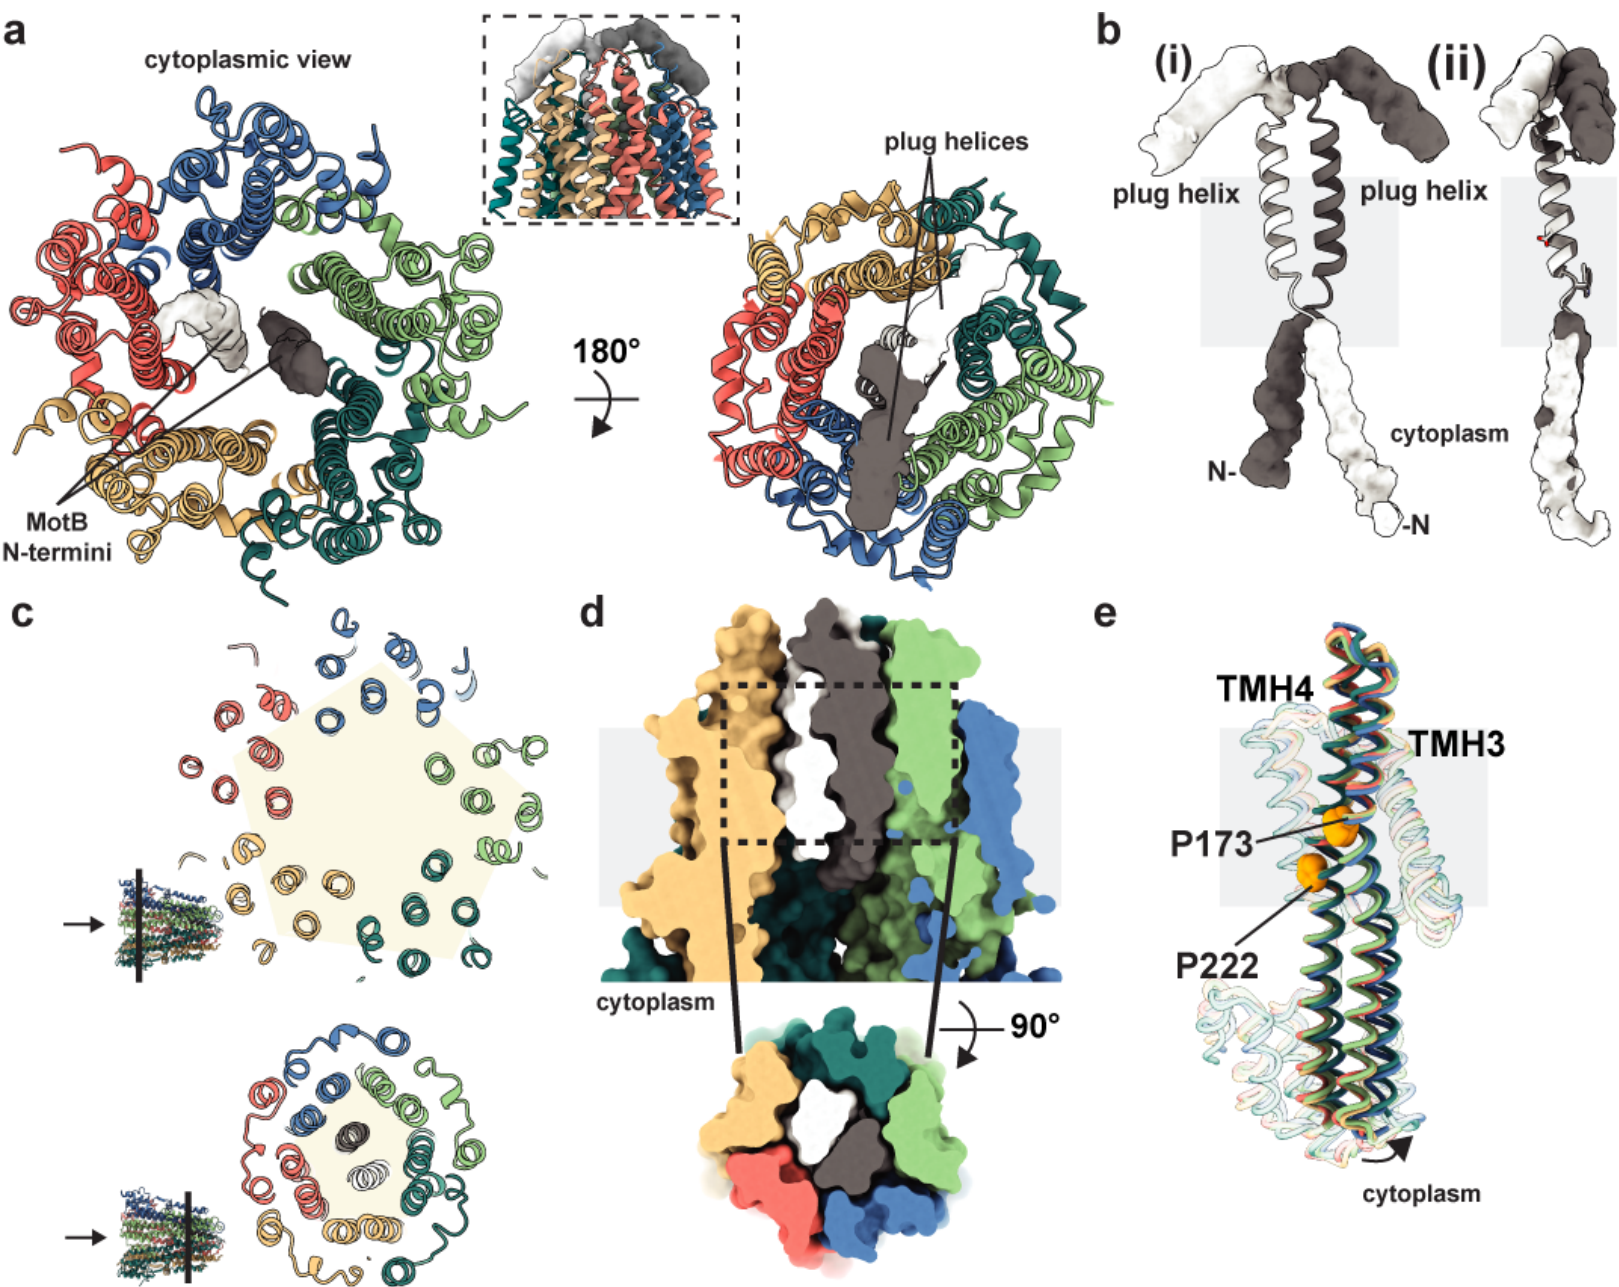 a
cytoplasmic view
plug helices
180°
MotB
N-termini
b
(i)
(ii)
plug helix
plug helix
cytoplasm
N-
-N
c
d
cytoplasm
90°
e
TMH4
TMH3
P173
P222
cytoplasm